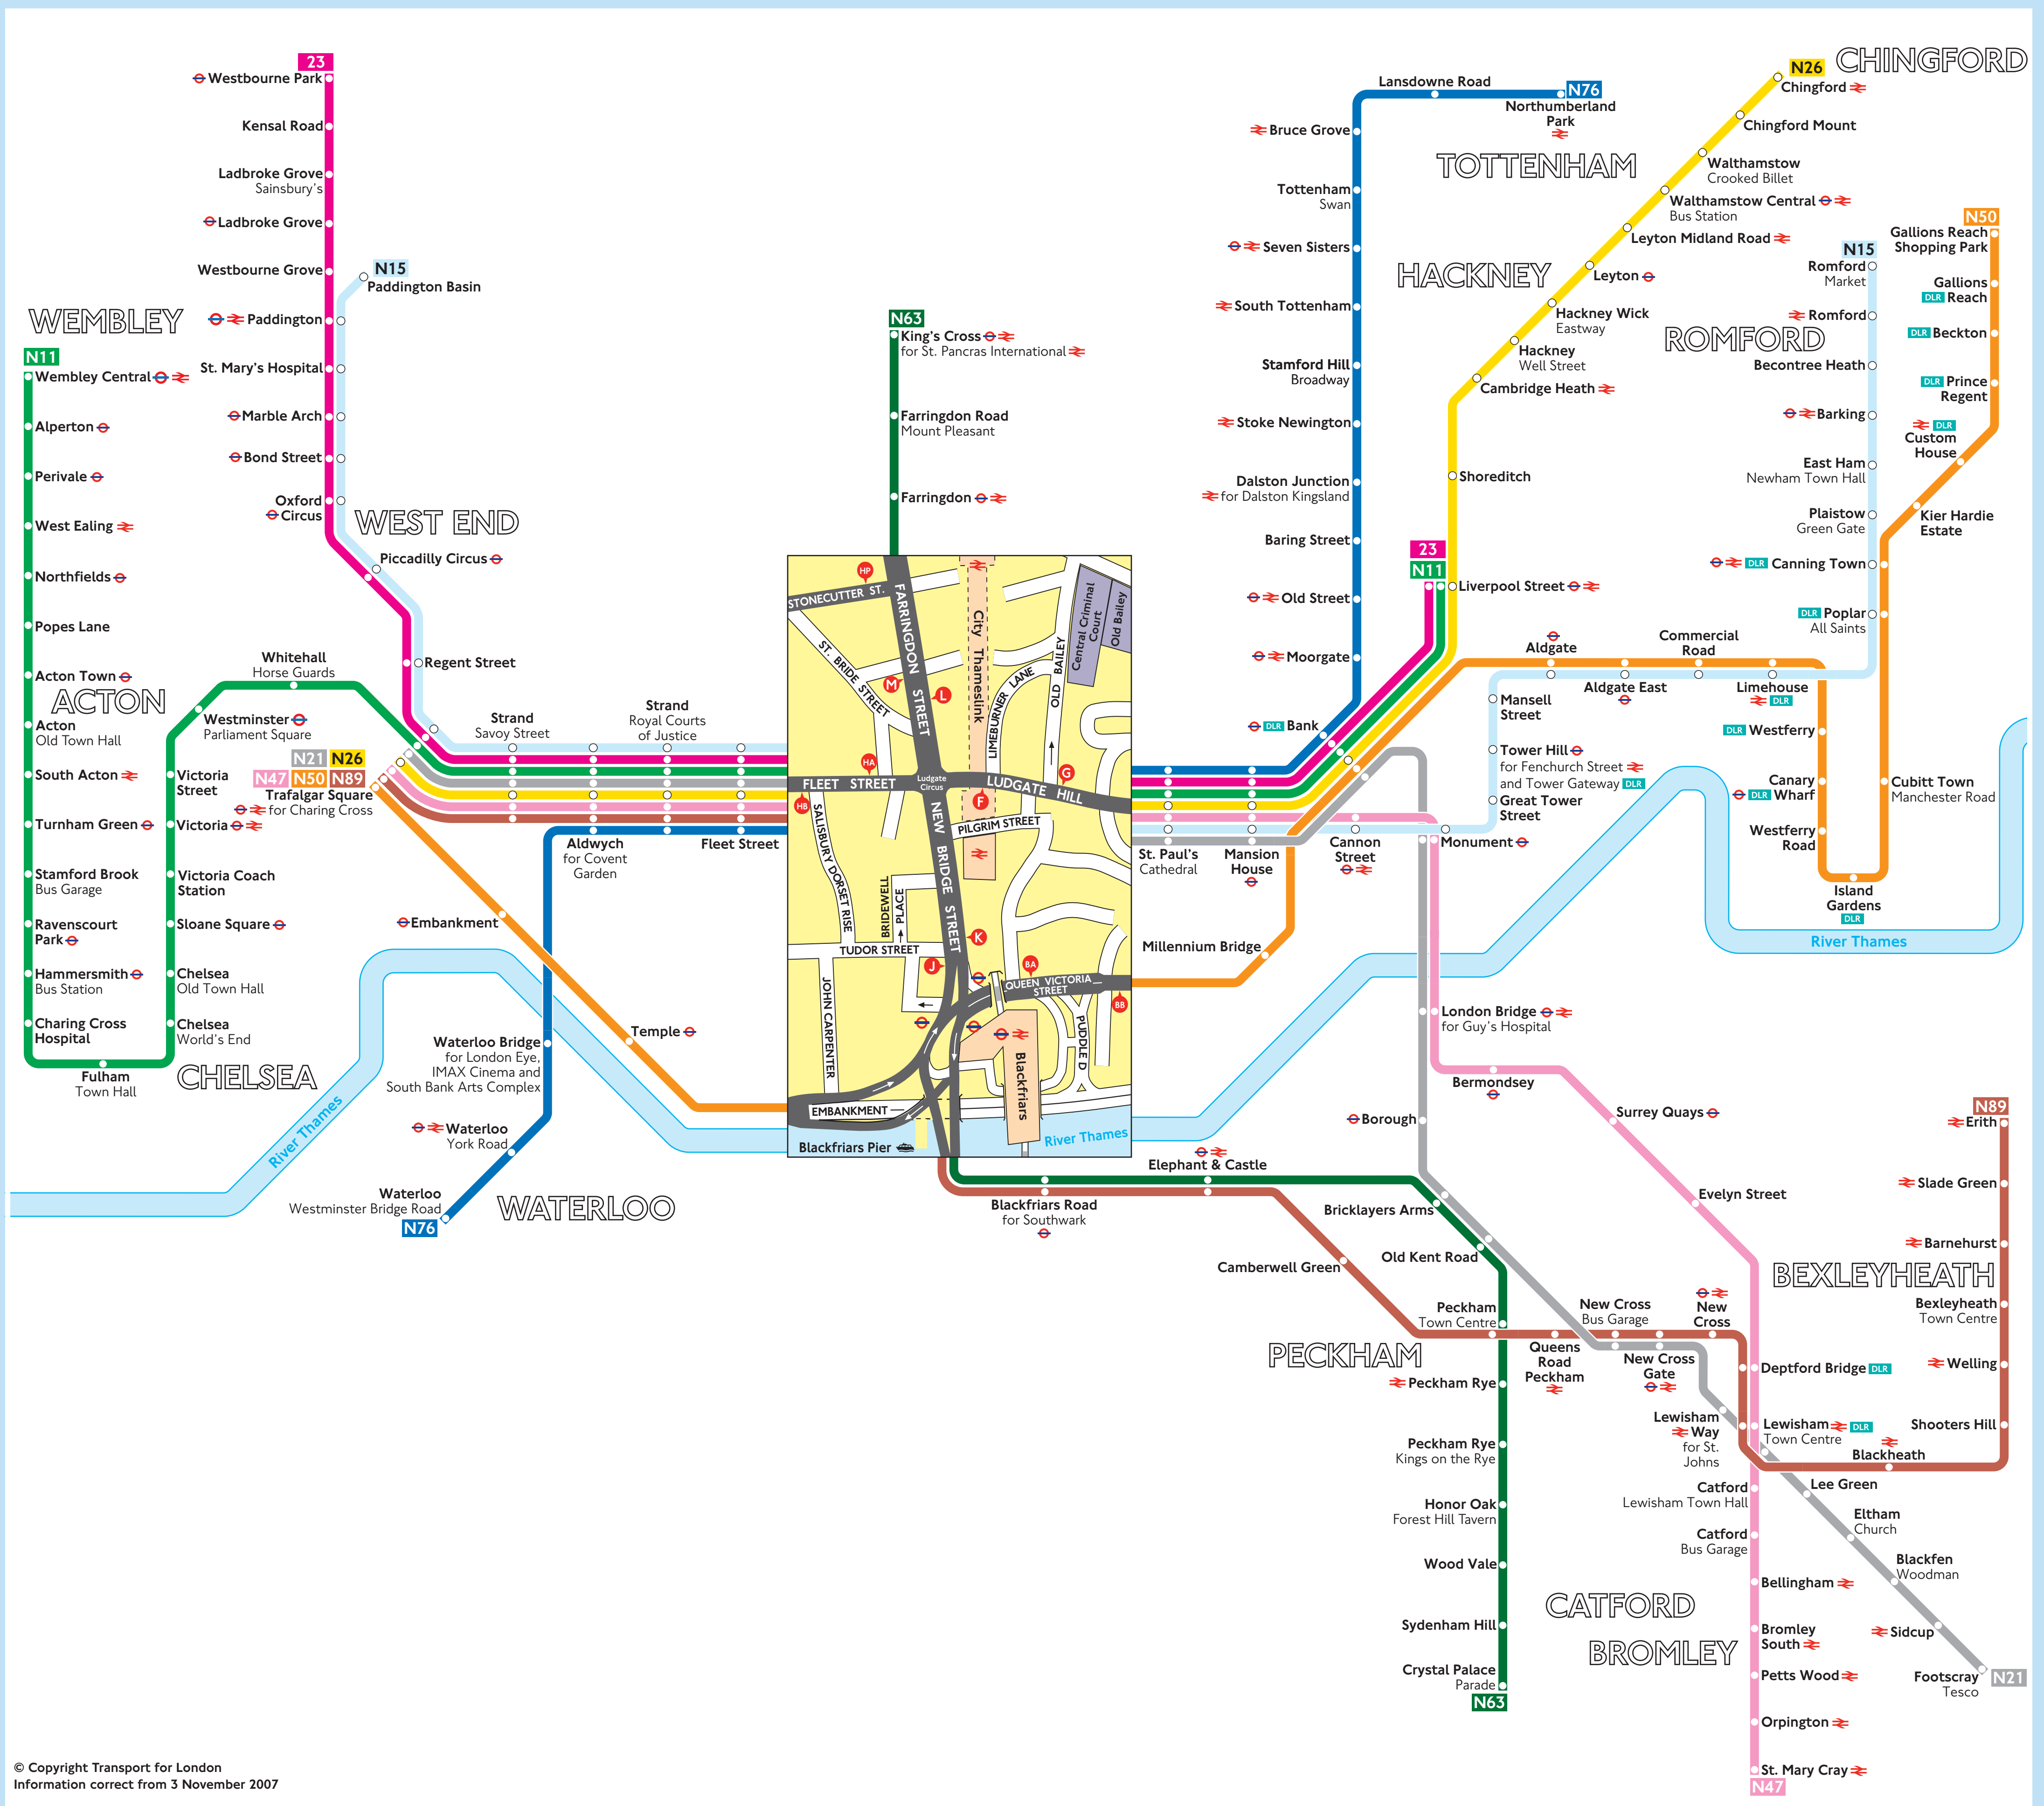 23
Westbourne Park
Kensal Road
Ladbroke Grove
Sainsbury's
Ladbroke Grove
Westbourne Grove
N15
Paddington Basin
Paddington
St. Mary's Hospital
Marble Arch
Bond Street
Oxford
Circus
WEST END
Piccadilly Circus
Regent Street
WEMBLEY
N11
Wembley Central
Alperton
Perivale
West Ealing
Northfields
Popes Lane
Acton Town
ACTON
Acton
Old Town Hall
South Acton
Turnham Green
Stamford Brook
Bus Garage
Ravenscourt
Park
Hammersmith
Bus Station
Charing Cross
Hospital
Fulham
Town Hall
CHELSEA
Chelsea
World's End
Chelsea
Old Town Hall
Sloane Square
Victoria Coach
Station
Victoria
Victoria
Street
Westminster
Parliament Square
Whitehall
Horse Guards
N21 N26
N47 N50 N89
Trafalgar Square
for Charing Cross
Strand
Savoy Street
Strand
Royal Courts
of Justice
Aldwych
for Covent
Garden
Fleet Street
Embankment
Temple
Waterloo Bridge
for London Eye,
IMAX Cinema and
South Bank Arts Complex
Waterloo
York Road
Waterloo
Westminster Bridge Road
N76
WATERLOO
River Thames
N63
King's Cross
for St. Pancras International
Farringdon Road
Mount Pleasant
Farringdon
HP
STONECUTTER ST.
FARRINGDON STREET
City Thameslink
Central Criminal
Court
Old Bailey
ST. BRIDE STREET
M
L
LIMEBURNER LANE
OLD BAILEY
HA
FLEET STREET
Ludgate
Circus
LUDGATE HILL
G
HB
F
PILGRIM STREET
SALISBURY
DORSET RISE
NEW BRIDGE STREET
BRIDEWELL
PLACE
TUDOR STREET
K
J
BA
QUEEN VICTORIA
STREET
BB
JOHN CARPENTER
PUDDLE D
Blackfriars
EMBANKMENT
Blackfriars Pier
River Thames
Lansdowne Road
N76
Northumberland
Park
Bruce Grove
TOTTENHAM
Tottenham
Swan
Seven Sisters
South Tottenham
Stamford Hill
Broadway
Stoke Newington
Dalston Junction
for Dalston Kingsland
Baring Street
Old Street
Moorgate
DLR Bank
CHINGFORD
N26
Chingford
Chingford Mount
Walthamstow
Crooked Billet
Walthamstow Central
Bus Station
Leyton Midland Road
Leyton
HACKNEY
Hackney Wick
Eastway
Hackney
Well Street
Cambridge Heath
Shoreditch
23
N11
Liverpool Street
N50
Gallions Reach
Shopping Park
Gallions
DLR Reach
DLR Beckton
DLR Prince
Regent
DLR
Custom
House
Kier Hardie
Estate
N15
Romford
Market
Romford
ROMFORD
Becontree Heath
Barking
East Ham
Newham Town Hall
Plaistow
Green Gate
DLR Canning Town
DLR Poplar
All Saints
Aldgate
Commercial
Road
Aldgate East
Limehouse
DLR
Mansell
Street
Tower Hill
for Fenchurch Street
and Tower Gateway DLR
Great Tower
Street
DLR Westferry
Canary
DLR Wharf
Westferry
Road
Cubitt Town
Manchester Road
Island
Gardens
DLR
River Thames
St. Paul's
Cathedral
Mansion
House
Cannon
Street
Monument
Millennium Bridge
London Bridge
for Guy's Hospital
Bermondsey
Borough
Surrey Quays
Evelyn Street
Elephant & Castle
Blackfriars Road
for Southwark
Bricklayers Arms
Old Kent Road
Camberwell Green
Peckham
Town Centre
PECKHAM
Queens
Road
Peckham
New Cross
Bus Garage
New Cross
Gate
New
Cross
Deptford Bridge DLR
Lewisham
Way
for St.
Johns
Lewisham DLR
Town Centre
Blackheath
N89
Erith
Slade Green
Barnehurst
BEXLEYHEATH
Bexleyheath
Town Centre
Welling
Shooters Hill
Peckham Rye
Peckham Rye
Kings on the Rye
Honor Oak
Forest Hill Tavern
Wood Vale
Sydenham Hill
Crystal Palace
Parade
N63
Catford
Lewisham Town Hall
Catford
Bus Garage
Bellingham
CATFORD
BROMLEY
Bromley
South
Petts Wood
Orpington
St. Mary Cray
N47
Lee Green
Eltham
Church
Blackfen
Woodman
Sidcup
Footscray
Tesco
N21
© Copyright Transport for London
Information correct from 3 November 2007